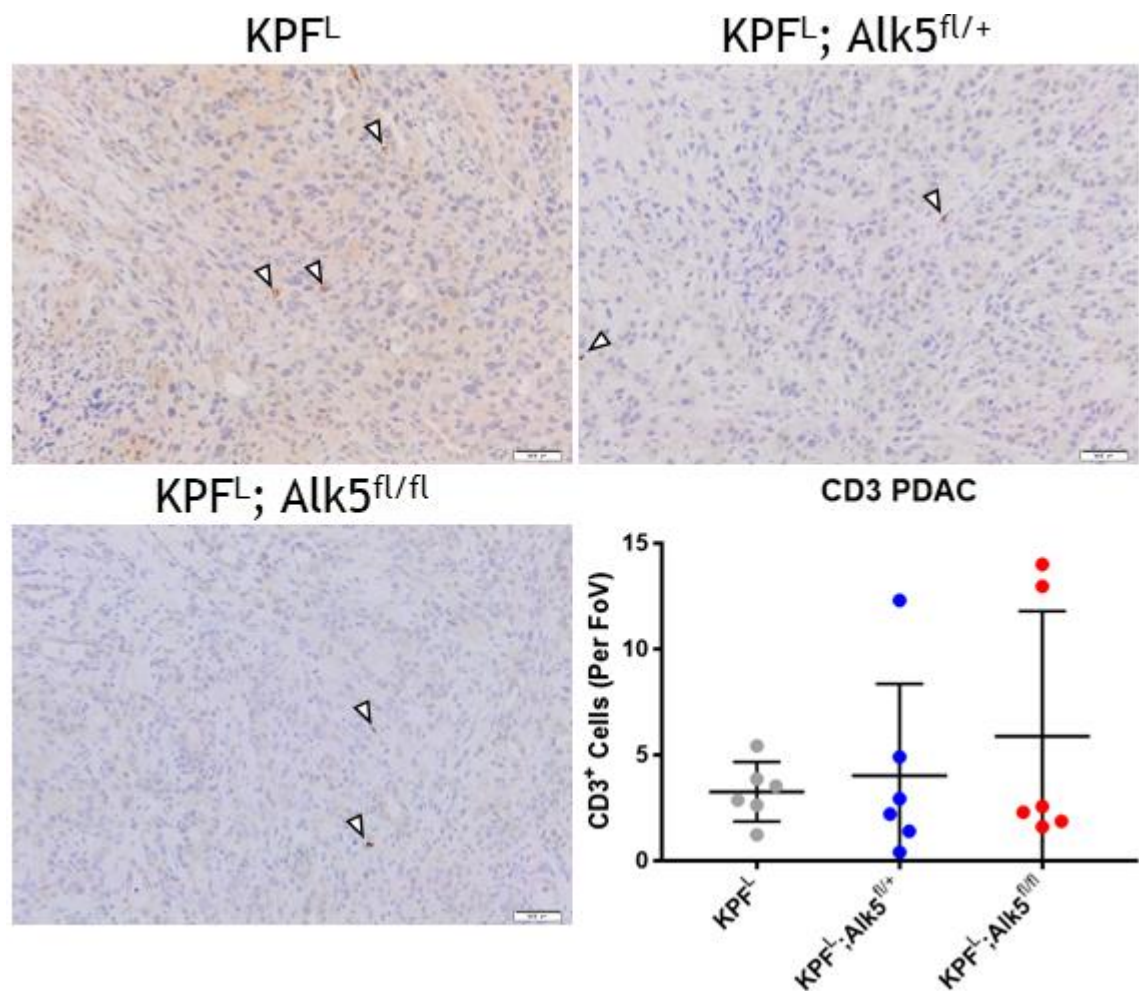 KPF^L
KPF^L; Alk5^fl/+
KPF^L; Alk5^fl/fl
CD3 PDAC
CD3⁺ Cells (Per FoV)
15
10
5
0
KPF^L
KPF^L;Alk5^fl/+
KPF^L;Alk5^fl/fl